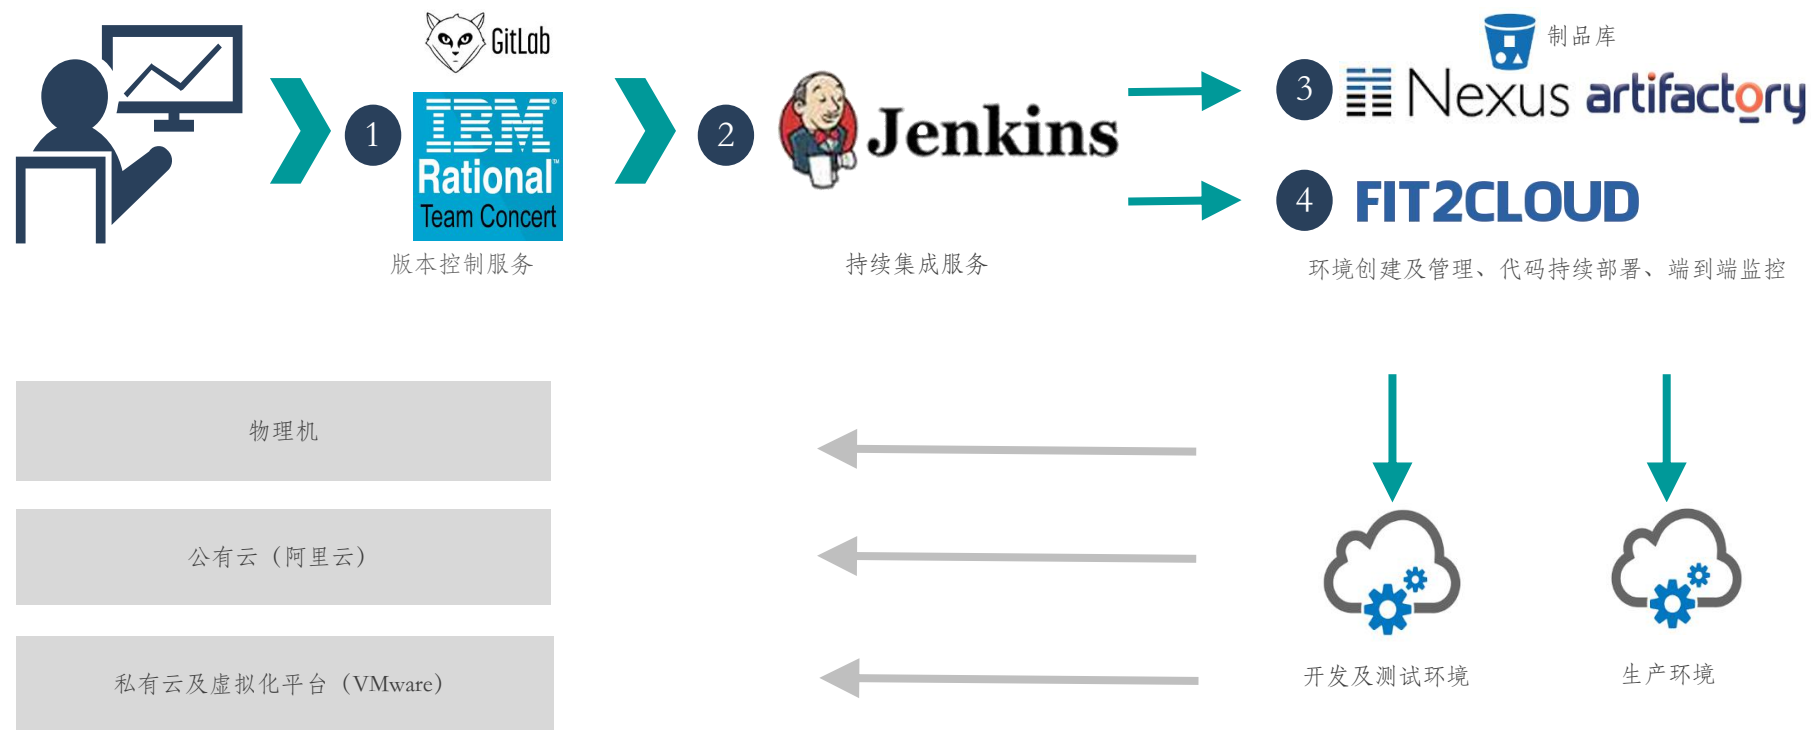 GitLab
1
IBM
Rational
Team Concert
版本控制服务
2
Jenkins
持续集成服务
制品库
3
Nexus
artifactory
4
FIT2CLOUD
环境创建及管理、代码持续部署、端到端监控
物理机
公有云（阿里云）
私有云及虚拟化平台（VMware）
开发及测试环境
生产环境